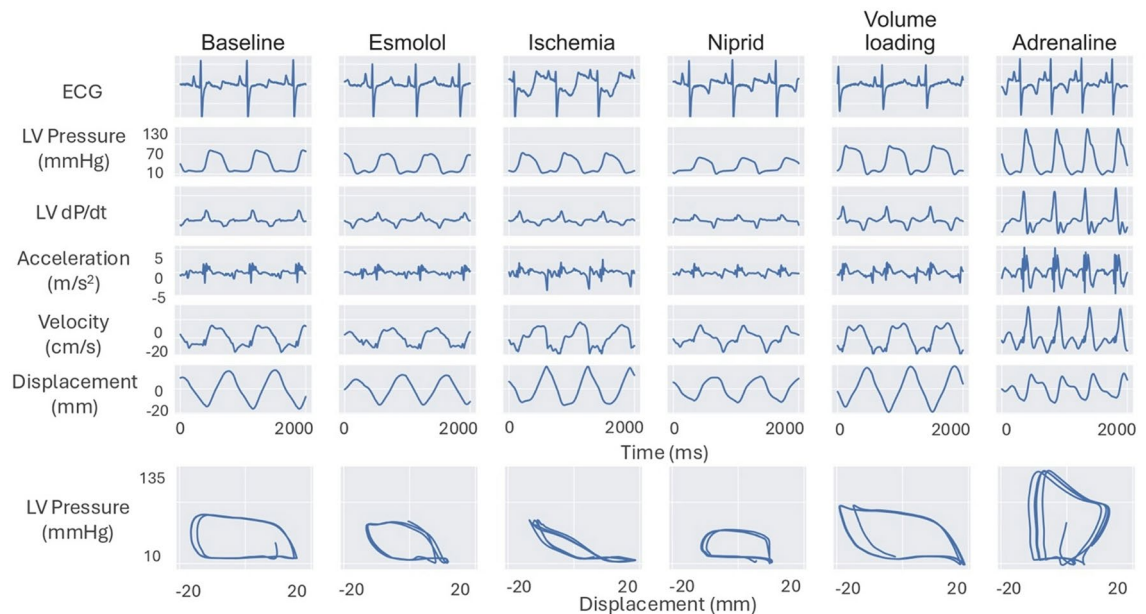 Baseline Esmolol Ischemia Niprid Volume loading Adrenaline
ECG
LV Pressure (mmHg) 130 70 10
LV dP/dt
Acceleration (m/s²) 5 0 -5
Velocity (cm/s) 0 -20
Displacement (mm) 0 -20
0 2000 0 2000 0 2000 0 2000 0 2000 0 2000
Time (ms)
LV Pressure (mmHg) 135 10
-20 20 -20 20 -20 20 -20 20 -20 20 -20 20
Displacement (mm)